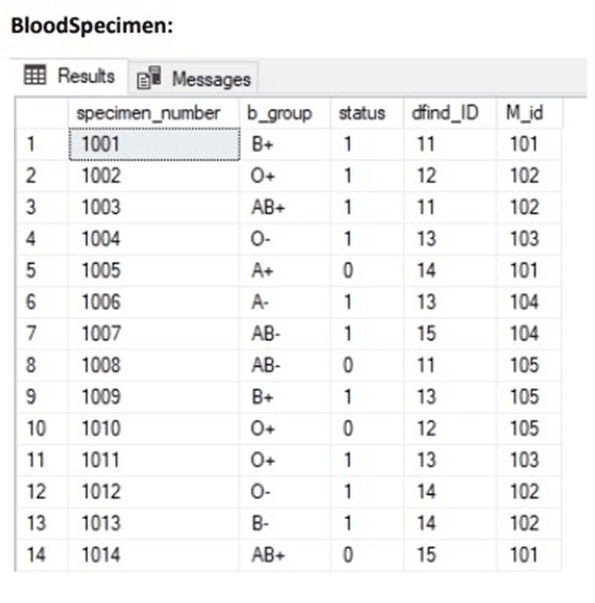 BloodSpecimen:
Results Messages
specimen_number b_group status dfind_ID M_id
1 1001 B+ 1 11 101
2 1002 O+ 1 12 102
3 1003 AB+ 1 11 102
4 1004 O- 1 13 103
5 1005 A+ 0 14 101
6 1006 A- 1 13 104
7 1007 AB- 1 15 104
8 1008 AB- 0 11 105
9 1009 B+ 1 13 105
10 1010 O+ 0 12 105
11 1011 O+ 1 13 103
12 1012 O- 1 14 102
13 1013 B- 1 14 102
14 1014 AB+ 0 15 101